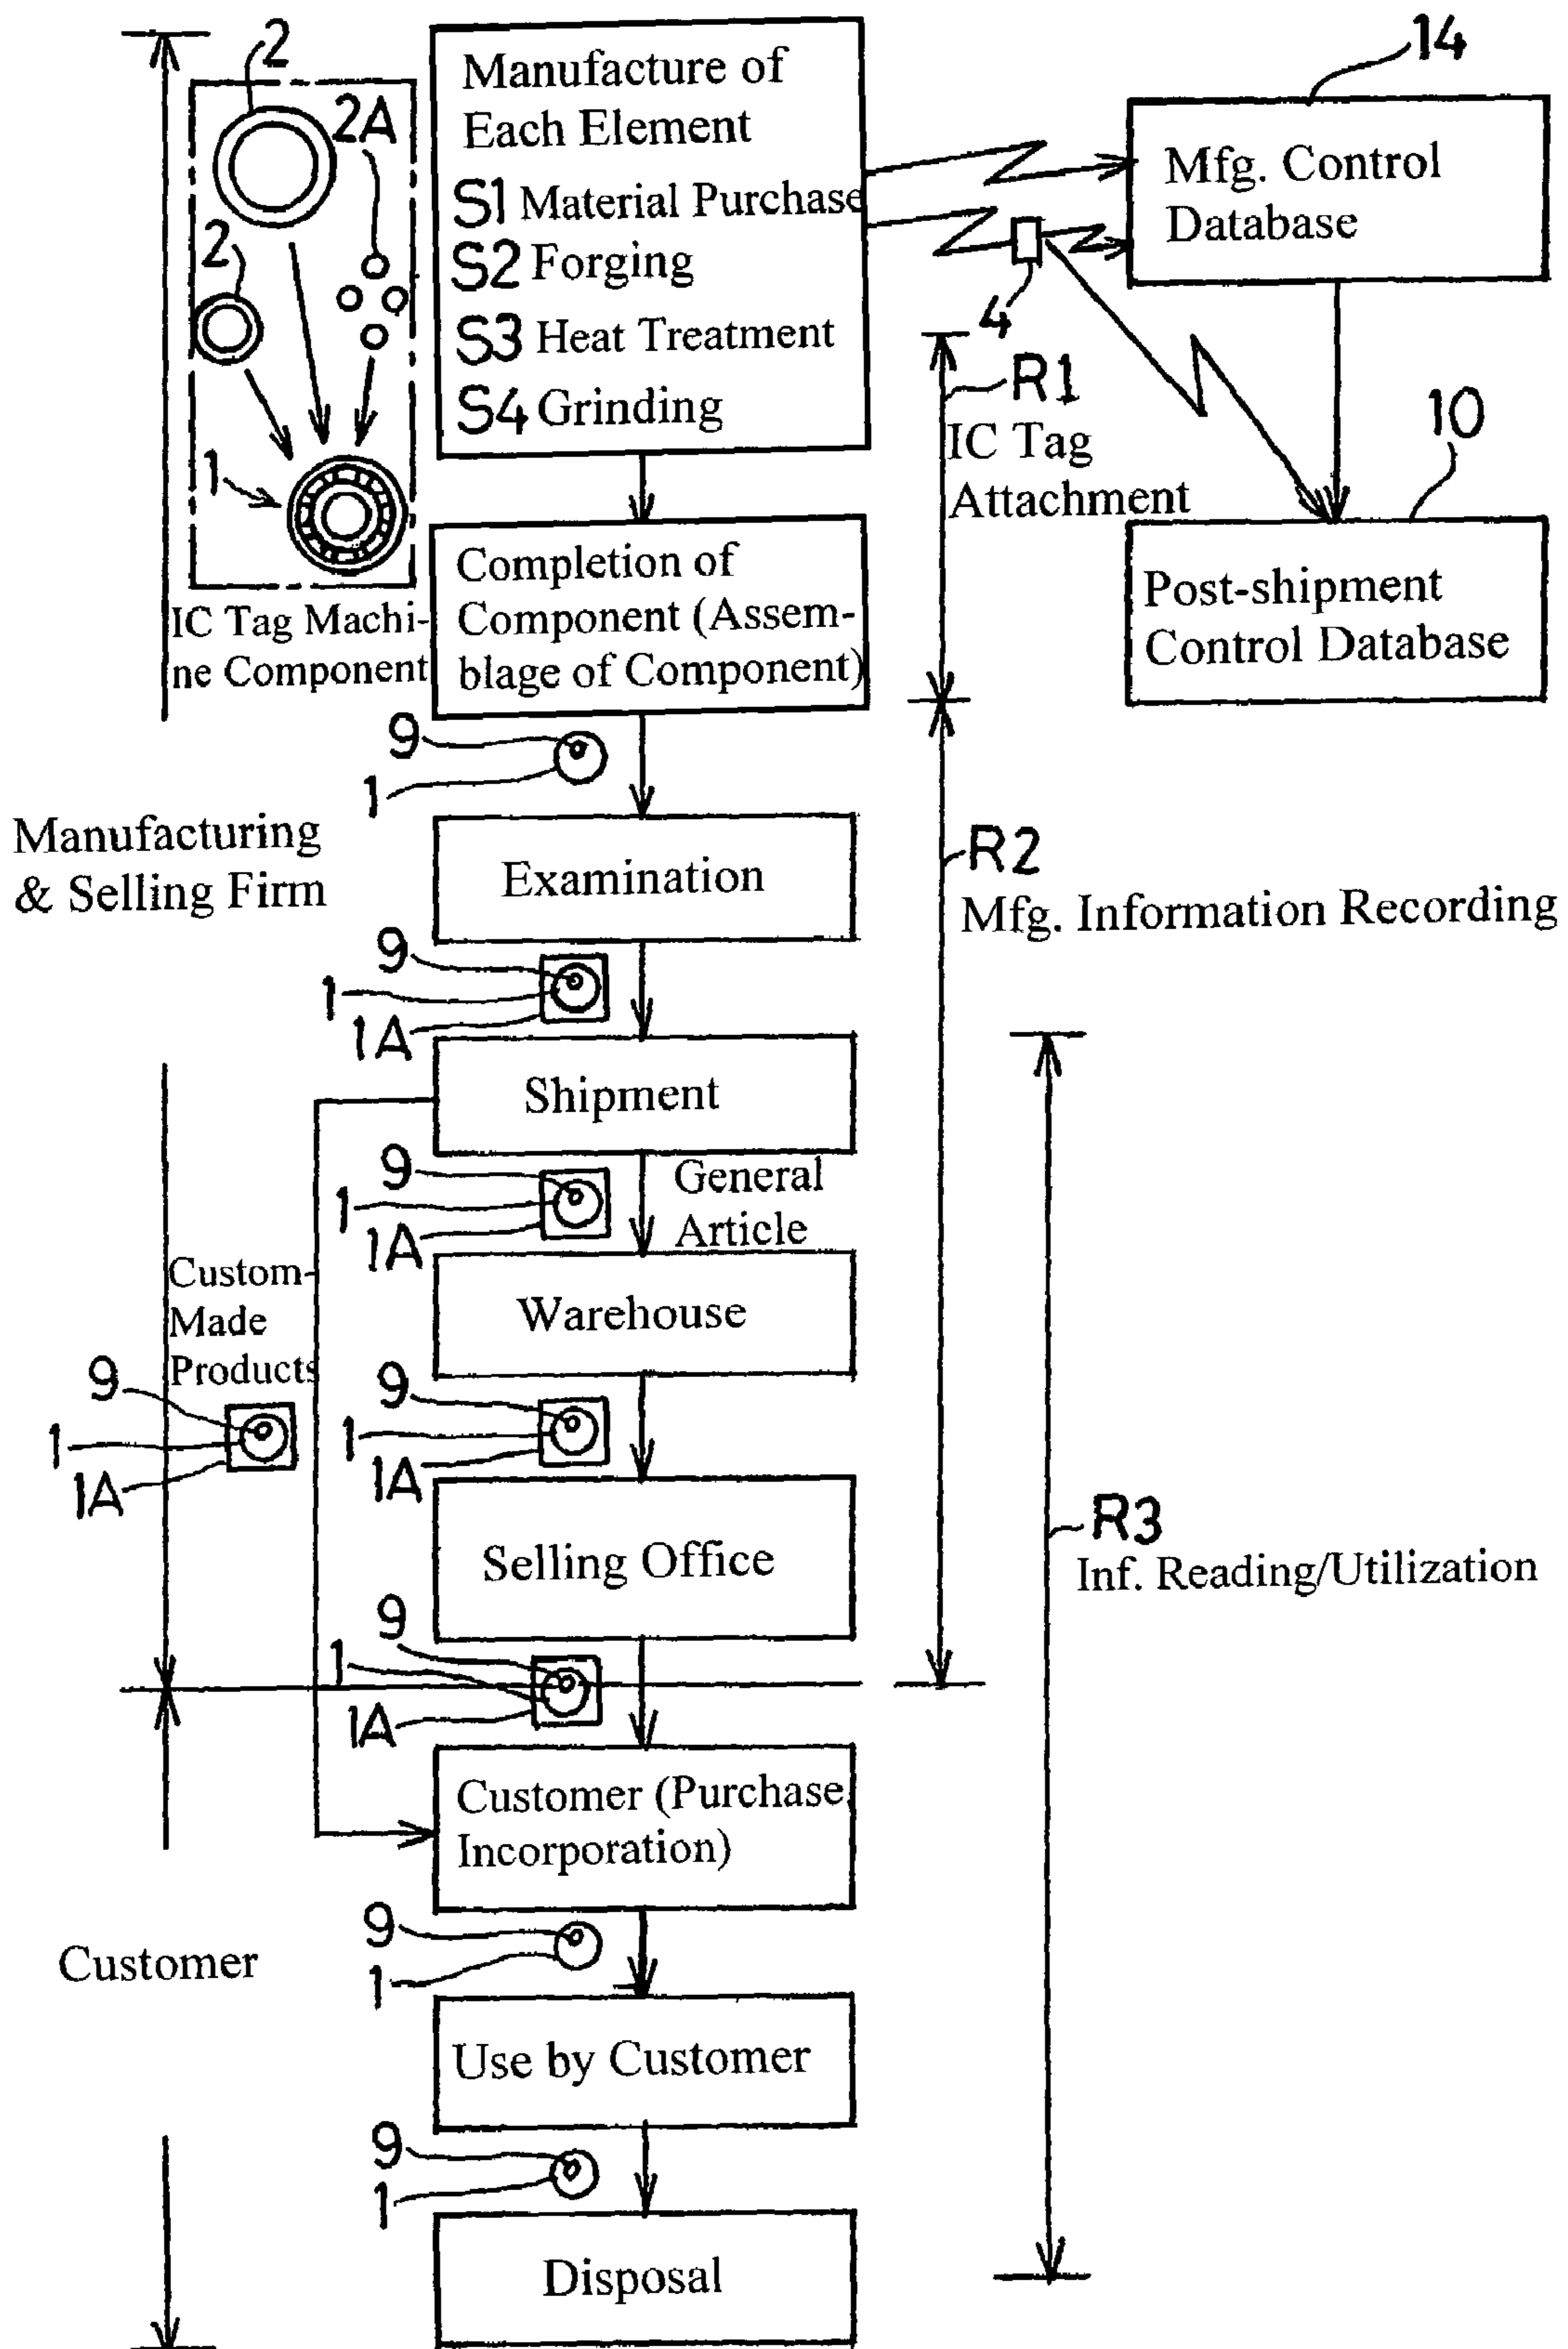 2
14
Manufacture of
Each Element
2A
Mfg. Control
Database
S1 Material Purchase
2
S2 Forging
4
S3 Heat Treatment
R1
S4 Grinding
10
IC Tag
Attachment
1
Completion of
Component (Assem-
blage of Component)
Post-shipment
Control Database
IC Tag Machi-
ne Component
9
1
Manufacturing
& Selling Firm
Examination
R2
Mfg. Information Recording
9
1
1A
Shipment
9
1
1A
General
Article
Custom-
Made
Products
Warehouse
9
1
1A
9
1
1A
R3
Inf. Reading/Utilization
Selling Office
9
1
1A
Customer (Purchase,
Incorporation)
9
1
Customer
Use by Customer
9
1
Disposal